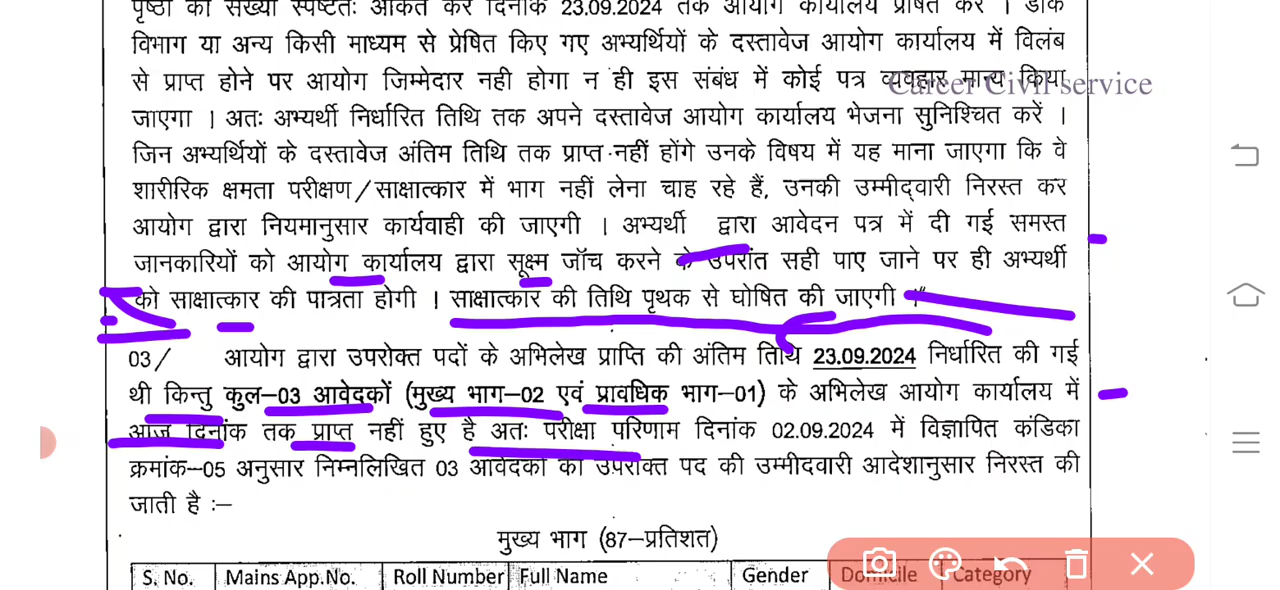 पृष्ठों की संख्या स्पष्टतः अंकित कर दिनांक 23.09.2024 तक आयोग कार्यालय प्रेषित करें । डाक
विभाग या अन्य किसी माध्यम से प्रेषित किए गए अभ्यर्थियों के दस्तावेज आयोग कार्यालय में विलंब
से प्राप्त होने पर आयोग जिम्मेदार नही होगा न ही इस संबंध में कोई पत्र व्यवहार मान्य किया
Career Civil service
जाएगा । अतः अभ्यर्थी निर्धारित तिथि तक अपने दस्तावेज आयोग कार्यालय भेजना सुनिश्चित करें ।
जिन अभ्यर्थियों के दस्तावेज अंतिम तिथि तक प्राप्त नहीं होंगे उनके विषय में यह माना जाएगा कि वे
शारीरिक क्षमता परीक्षण/साक्षात्कार में भाग नहीं लेना चाह रहे हैं, उनकी उम्मीद्वारी निरस्त कर
आयोग द्वारा नियमानुसार कार्यवाही की जाएगी । अभ्यर्थी द्वारा आवेदन पत्र में दी गई समस्त
जानकारियों को आयोग कार्यालय द्वारा सूक्ष्म जॉच करने के उपरांत सही पाए जाने पर ही अभ्यर्थी
को साक्षात्कार की पात्रता होगी । साक्षात्कार की तिथि पृथक से घोषित की जाएगी ।"
03/ आयोग द्वारा उपरोक्त पदों के अभिलेख प्राप्ति की अंतिम तिथि 23.09.2024 निर्धारित की गई
थी किन्तु कुल–03 आवेदकों (मुख्य भाग–02 एवं प्रावधिक भाग–01) के अभिलेख आयोग कार्यालय में
आज दिनांक तक प्राप्त नहीं हुए है अतः परीक्षा परिणाम दिनांक 02.09.2024 में विज्ञापित कंडिका
क्रमांक–05 अनुसार निम्नलिखित 03 आवेदकों की उपरोक्त पद की उम्मीदवारी आदेशानुसार निरस्त की
जाती है :–
मुख्य भाग (87–प्रतिशत)
S. No. Mains App.No. Roll Number Full Name Gender Domicile Category